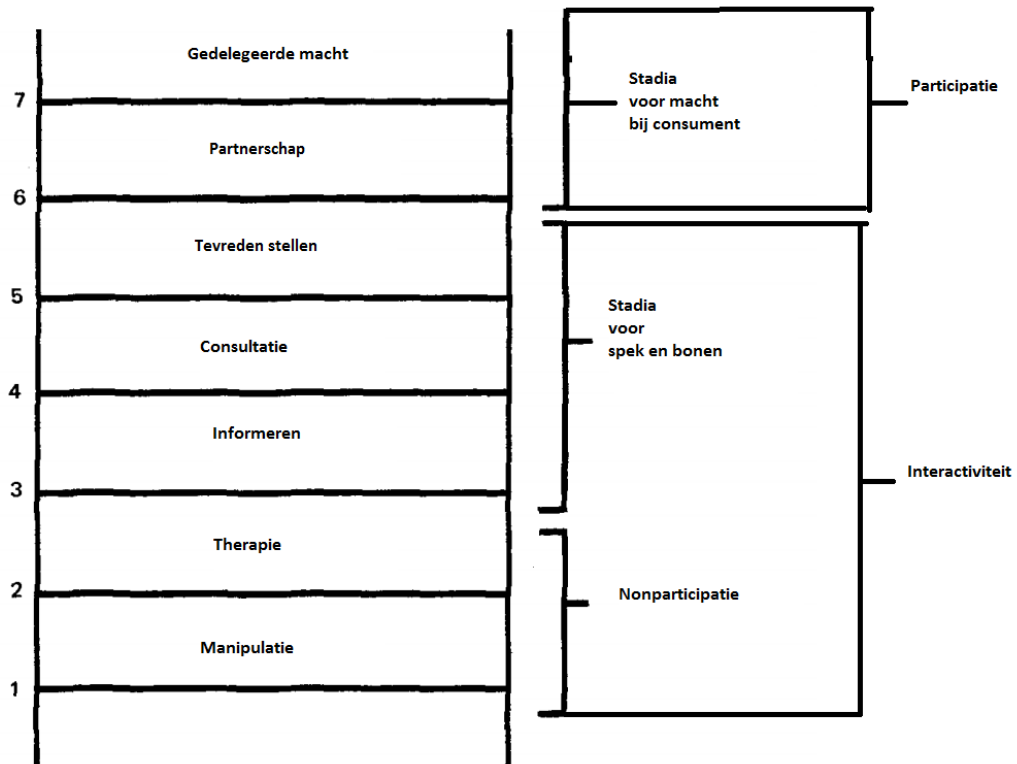 Gedelegeerde macht
7
Partnerschap
6
Tevreden stellen
5
Consultatie
4
Informeren
3
Therapie
2
Manipulatie
1
Stadia
voor macht
bij consument
Participatie
Stadia
voor
spek en bonen
Nonparticipatie
Interactiviteit